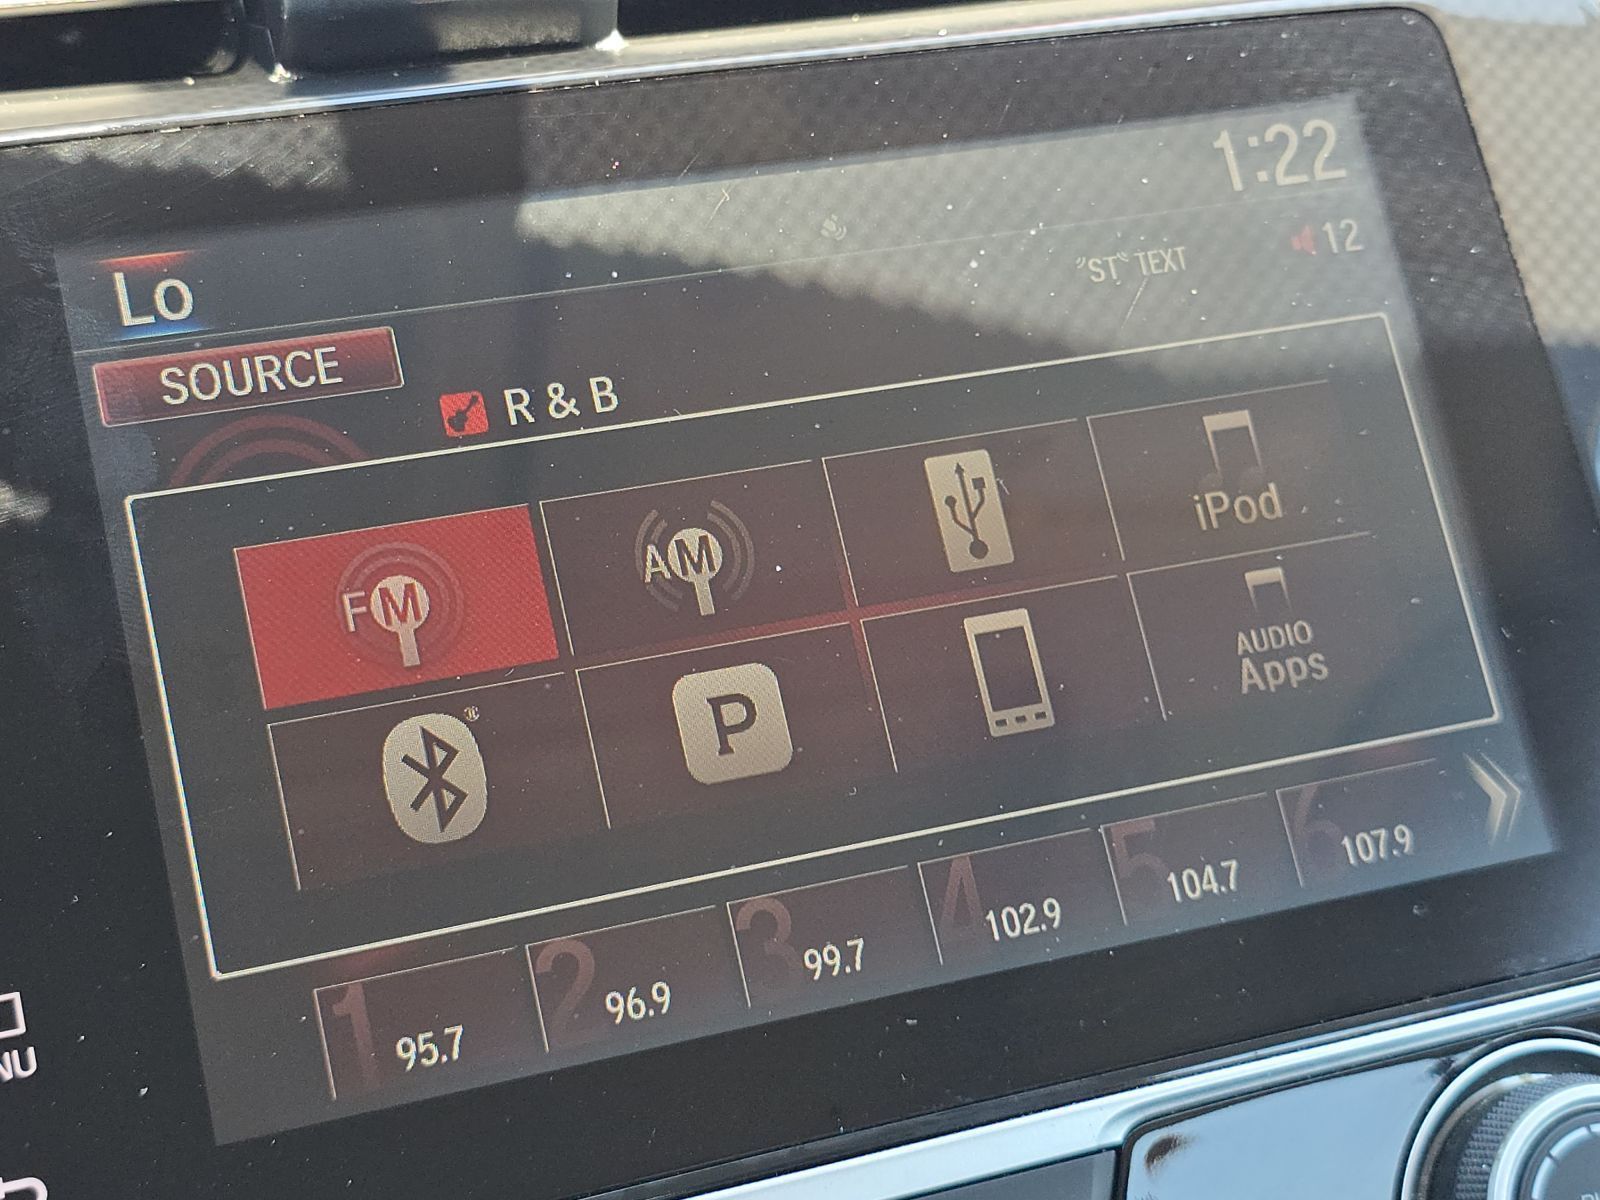 1:22
Lo
"ST" TEXT
12
SOURCE
R & B
FM
AM
iPod
P
AUDIO
Apps
1 95.7
2 96.9
3 99.7
4 102.9
5 104.7
6 107.9
NU